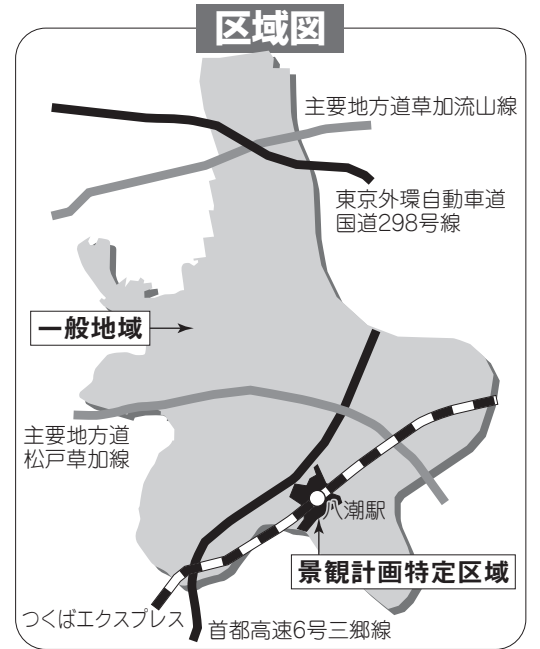 区域図
主要地方道草加流山線
東京外環自動車道
国道298号線
一般地域
主要地方道
松戸草加線
八潮駅
景観計画特定区域
つくばエクスプレス
首都高速6号三郷線